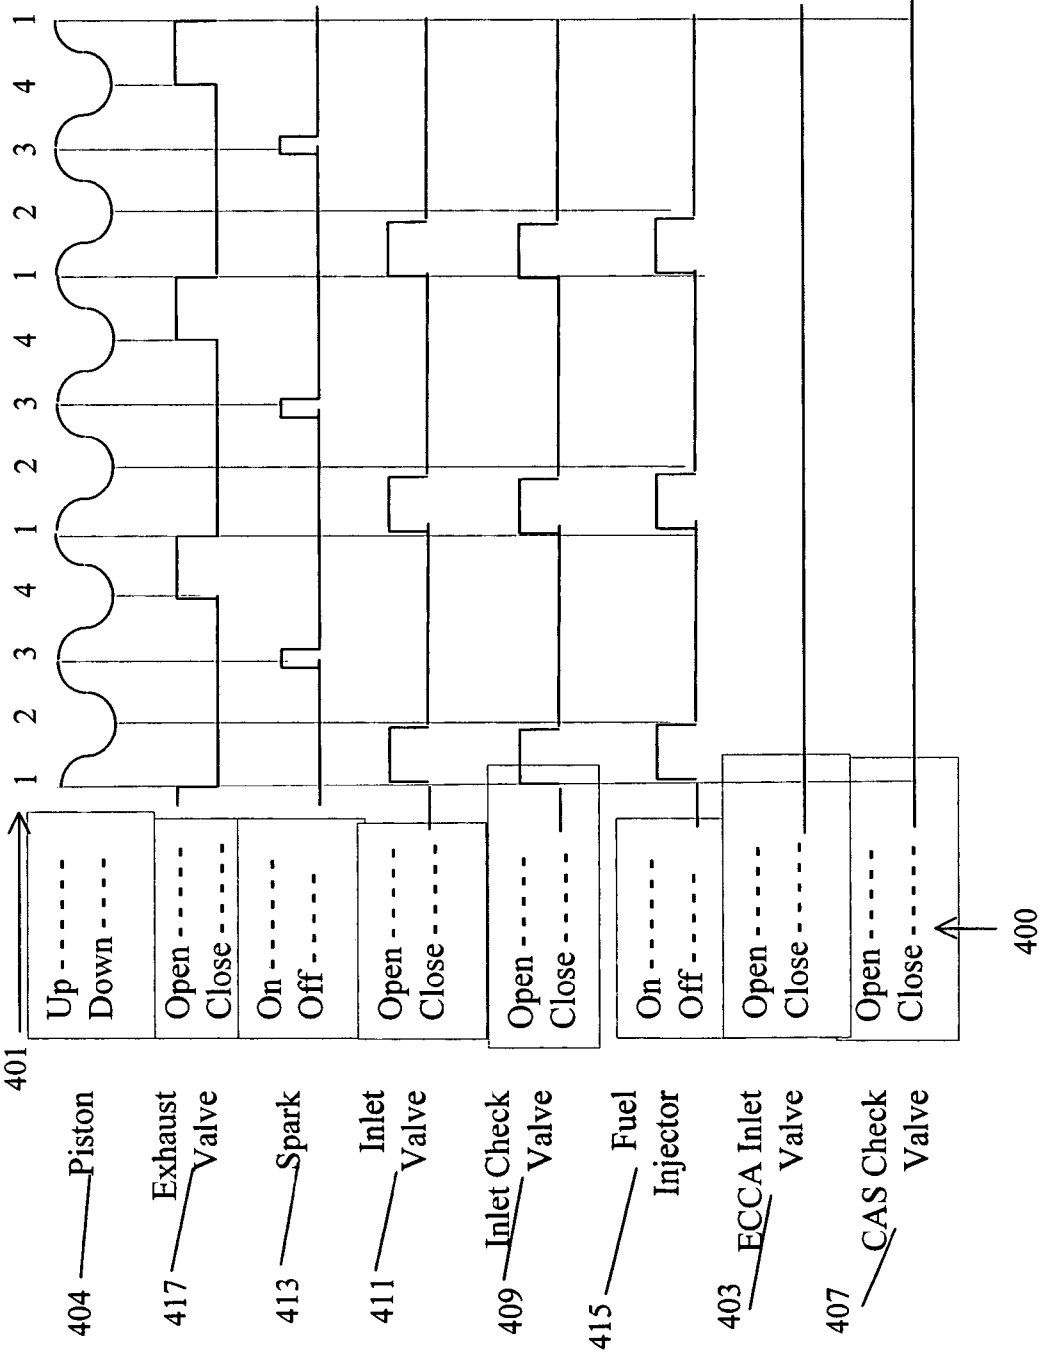 401
1 2 3 4 1 2 3 4 1 2 3 4 1
404 Piston
Up - - - - - - -
Down - - - - -
417 Exhaust
Valve
Open - - - - - -
Close - - - - - -
413 Spark
On - - - - - - -
Off - - - - - -
411 Inlet
Valve
Open - - - - - -
Close - - - - - -
409 Inlet Check
Valve
Open - - - - - -
Close - - - - - -
415 Fuel
Injector
On - - - - - - -
Off - - - - - -
403 ECCA Inlet
Valve
Open - - - - - -
Close - - - - - -
407 CAS Check
Valve
Open - - - - - -
Close - - - - - -
400